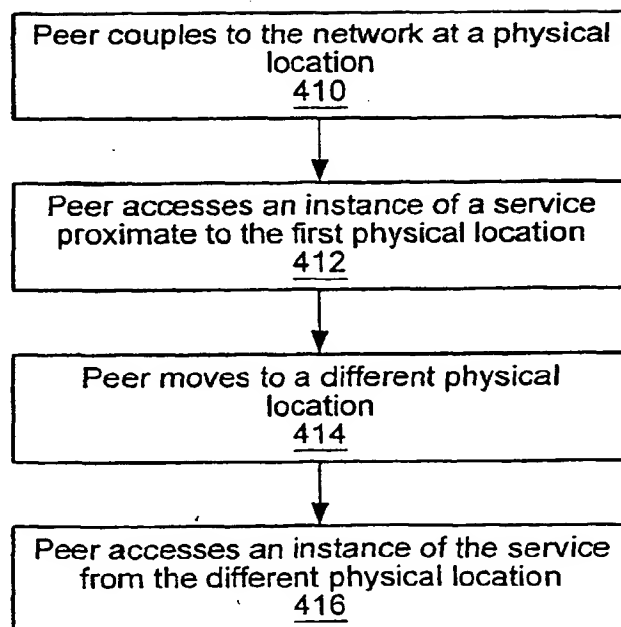 Peer couples to the network at a physical
location
410
Peer accesses an instance of a service
proximate to the first physical location
412
Peer moves to a different physical
location
414
Peer accesses an instance of the service
from the different physical location
416